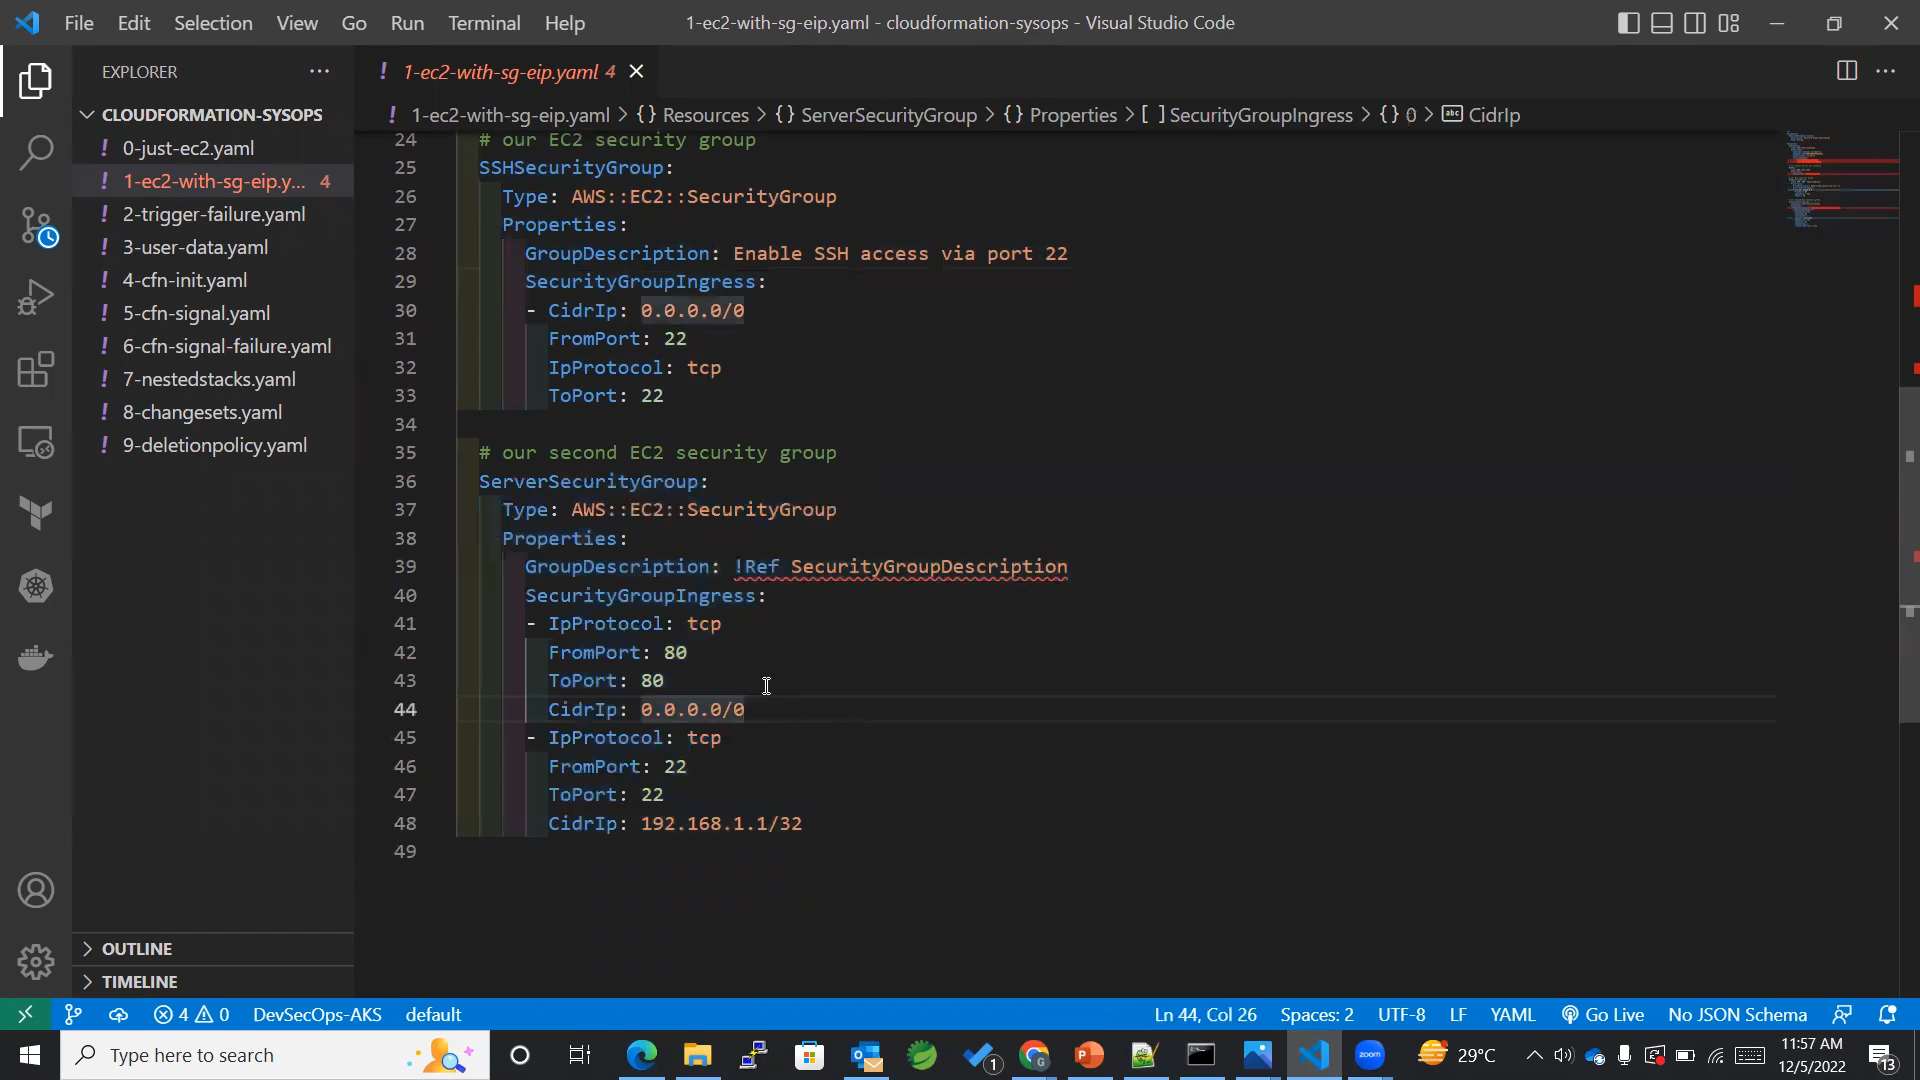 File Edit Selection View Go Run Terminal Help
1-ec2-with-sg-eip.yaml - cloudformation-sysops - Visual Studio Code
EXPLORER
CLOUDFORMATION-SYSOPS
0-just-ec2.yaml
1-ec2-with-sg-eip.y... 4
2-trigger-failure.yaml
3-user-data.yaml
4-cfn-init.yaml
5-cfn-signal.yaml
6-cfn-signal-failure.yaml
7-nestedstacks.yaml
8-changesets.yaml
9-deletionpolicy.yaml
OUTLINE
TIMELINE
1-ec2-with-sg-eip.yaml 4
1-ec2-with-sg-eip.yaml > {} Resources > {} ServerSecurityGroup > {} Properties > [ ] SecurityGroupIngress > {} 0 > abc CidrIp
24 # our EC2 security group
25 SSHSecurityGroup:
26 Type: AWS::EC2::SecurityGroup
27 Properties:
28 GroupDescription: Enable SSH access via port 22
29 SecurityGroupIngress:
30 - CidrIp: 0.0.0.0/0
31 FromPort: 22
32 IpProtocol: tcp
33 ToPort: 22
34
35 # our second EC2 security group
36 ServerSecurityGroup:
37 Type: AWS::EC2::SecurityGroup
38 Properties:
39 GroupDescription: !Ref SecurityGroupDescription
40 SecurityGroupIngress:
41 - IpProtocol: tcp
42 FromPort: 80
43 ToPort: 80
44 CidrIp: 0.0.0.0/0
45 - IpProtocol: tcp
46 FromPort: 22
47 ToPort: 22
48 CidrIp: 192.168.1.1/32
49
4 0 DevSecOps-AKS default
Ln 44, Col 26 Spaces: 2 UTF-8 LF YAML Go Live No JSON Schema
Type here to search
1
zoom
29°C
11:57 AM
12/5/2022
13